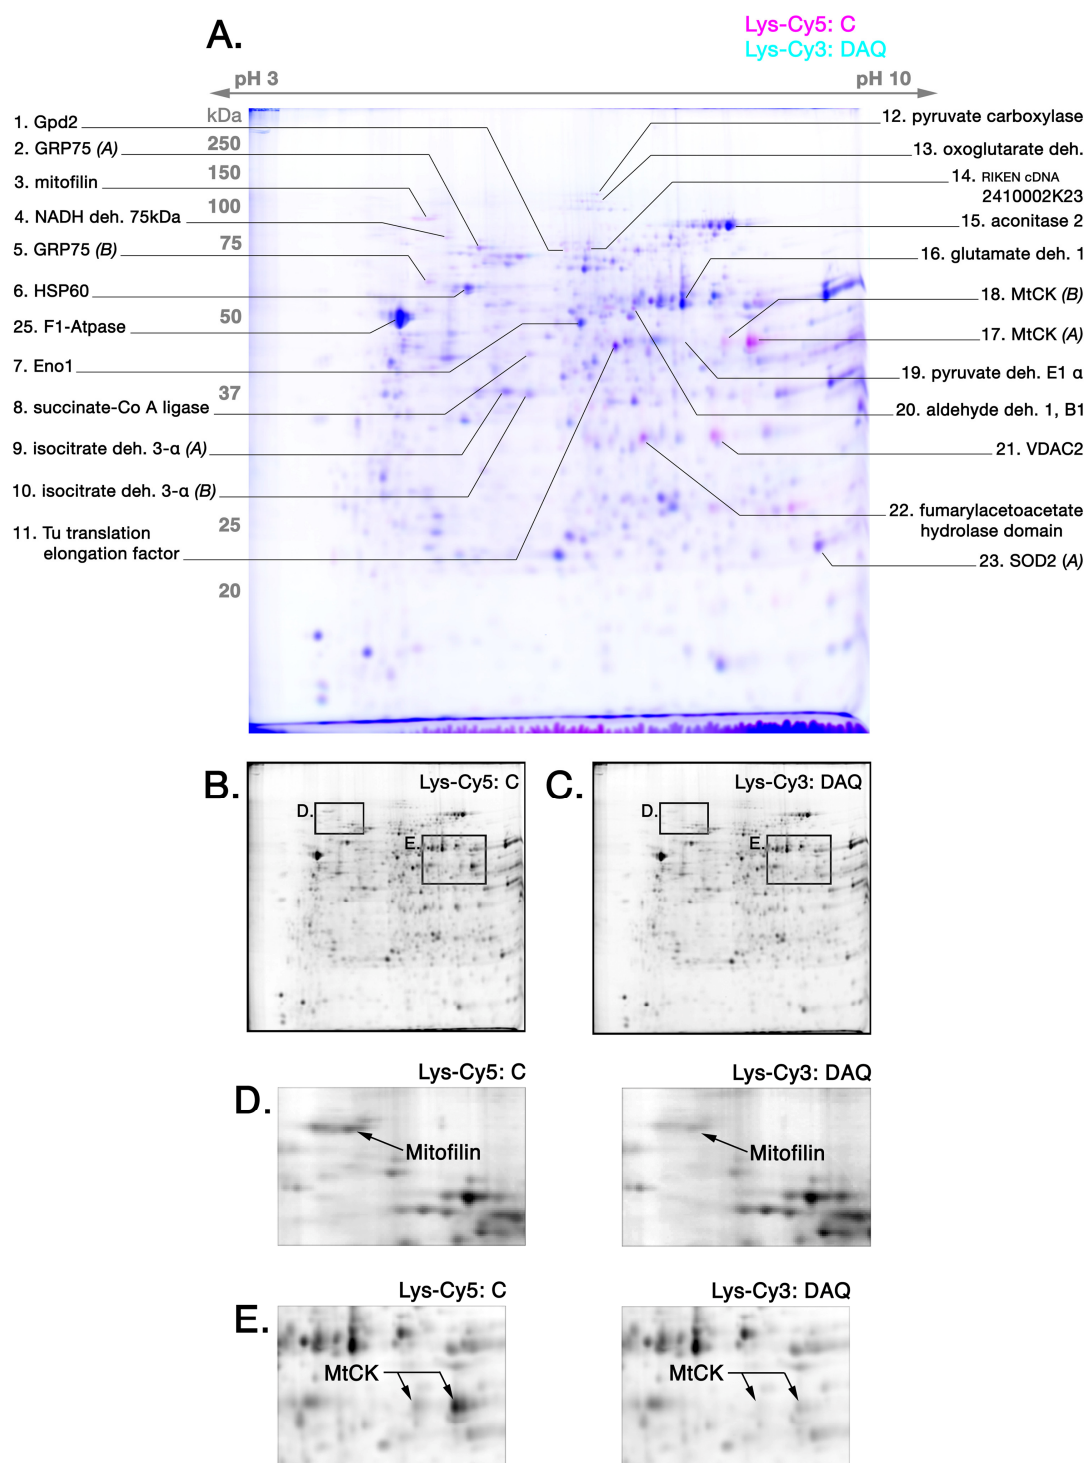 A.
Lys-Cy5: C
Lys-Cy3: DAQ
pH 3
pH 10
kDa
250
150
100
75
50
37
25
20
1. Gpd2
2. GRP75 (A)
3. mitofilin
4. NADH deh. 75kDa
5. GRP75 (B)
6. HSP60
25. F1-Atpase
7. Eno1
8. succinate-Co A ligase
9. isocitrate deh. 3-α (A)
10. isocitrate deh. 3-α (B)
11. Tu translation
elongation factor
12. pyruvate carboxylase
13. oxoglutarate deh.
14. RIKEN cDNA
2410002K23
15. aconitase 2
16. glutamate deh. 1
18. MtCK (B)
17. MtCK (A)
19. pyruvate deh. E1 α
20. aldehyde deh. 1, B1
21. VDAC2
22. fumarylacetoacetate
hydrolase domain
23. SOD2 (A)
B.
Lys-Cy5: C
D.
E.
C.
Lys-Cy3: DAQ
D.
E.
D.
Lys-Cy5: C
Mitofilin
Lys-Cy3: DAQ
Mitofilin
E.
Lys-Cy5: C
MtCK
Lys-Cy3: DAQ
MtCK